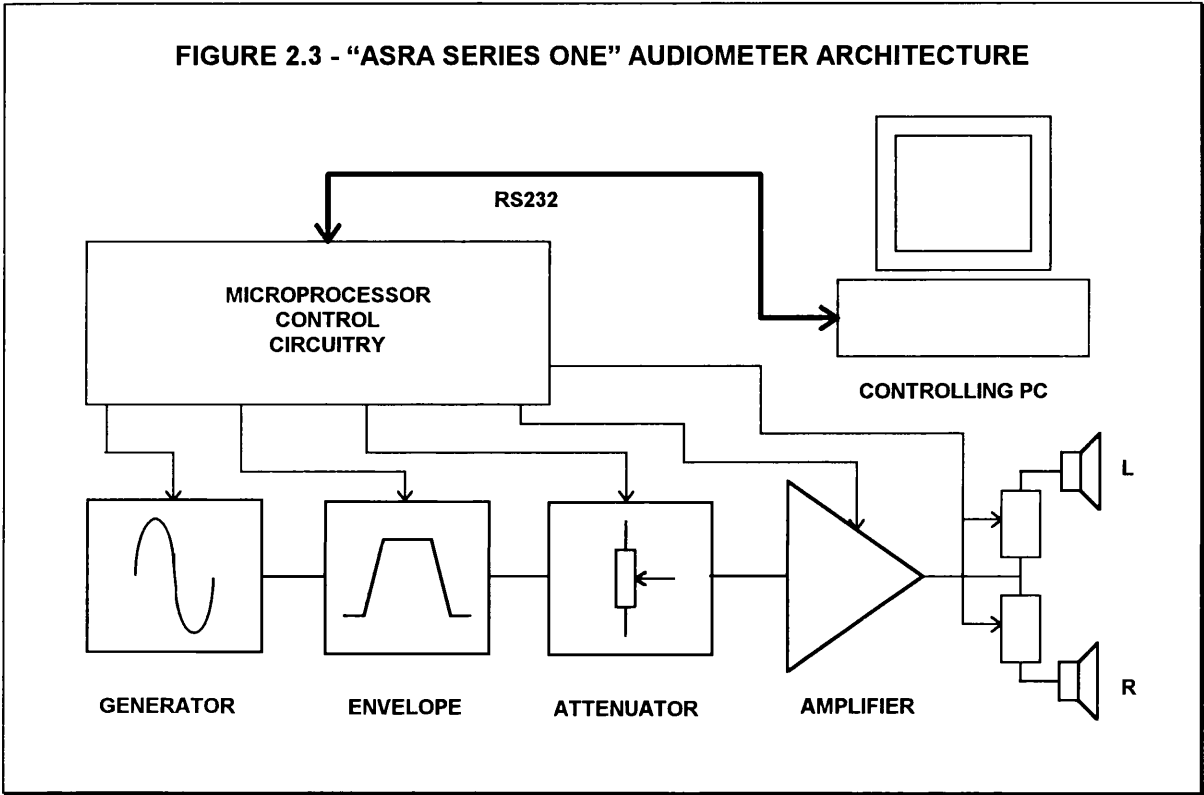 FIGURE 2.3 - “ASRA SERIES ONE” AUDIOMETER ARCHITECTURE
RS232
MICROPROCESSOR
CONTROL
CIRCUITRY
CONTROLLING PC
L
GENERATOR
ENVELOPE
ATTENUATOR
AMPLIFIER
R